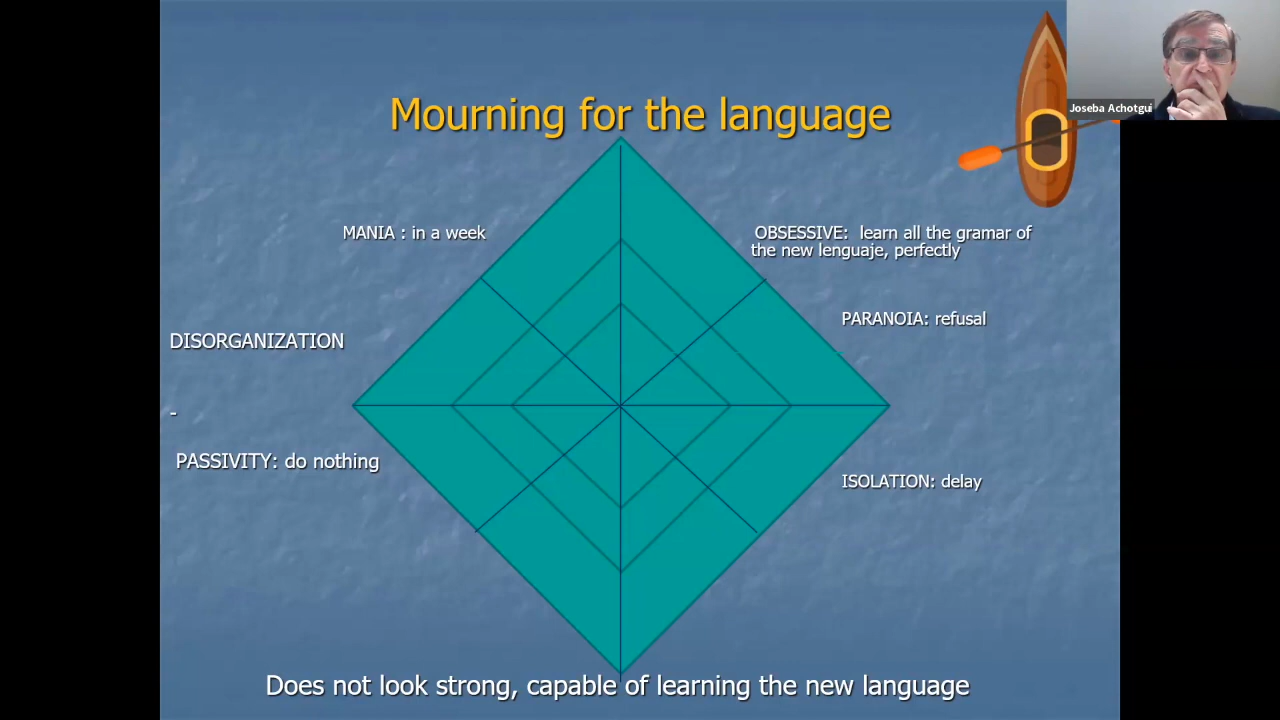 Joseba Achotgui
Mourning for the language
MANIA : in a week
OBSESSIVE: learn all the gramar of
the new lenguaje, perfectly
PARANOIA: refusal
DISORGANIZATION
-
PASSIVITY: do nothing
ISOLATION: delay
Does not look strong, capable of learning the new language